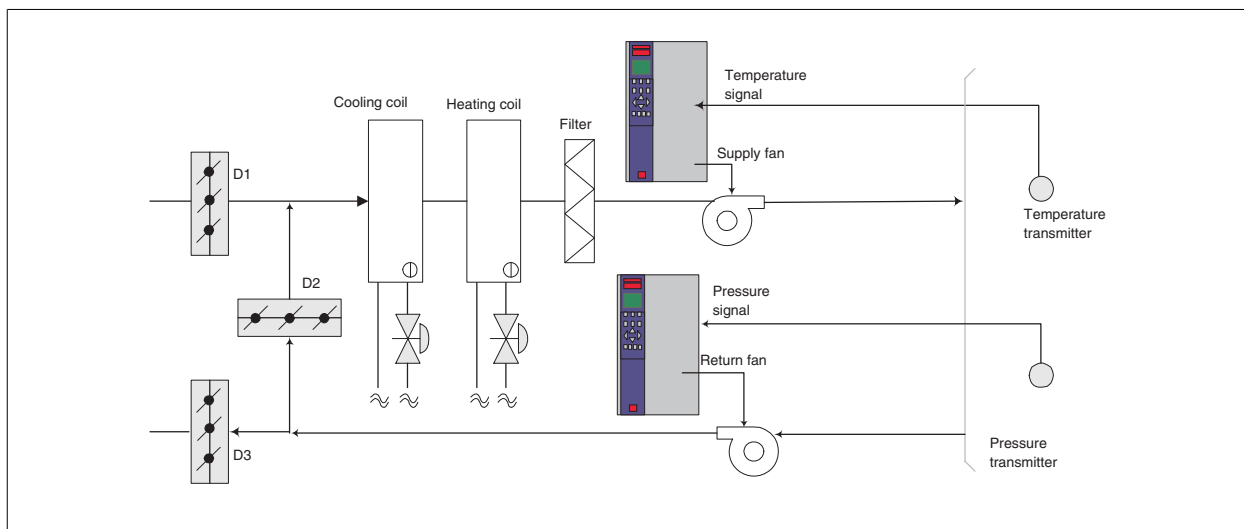 Cooling coil
Heating coil
Filter
Temperature
signal
Supply fan
Temperature
transmitter
D1
D2
D3
Pressure
signal
Return fan
Pressure
transmitter